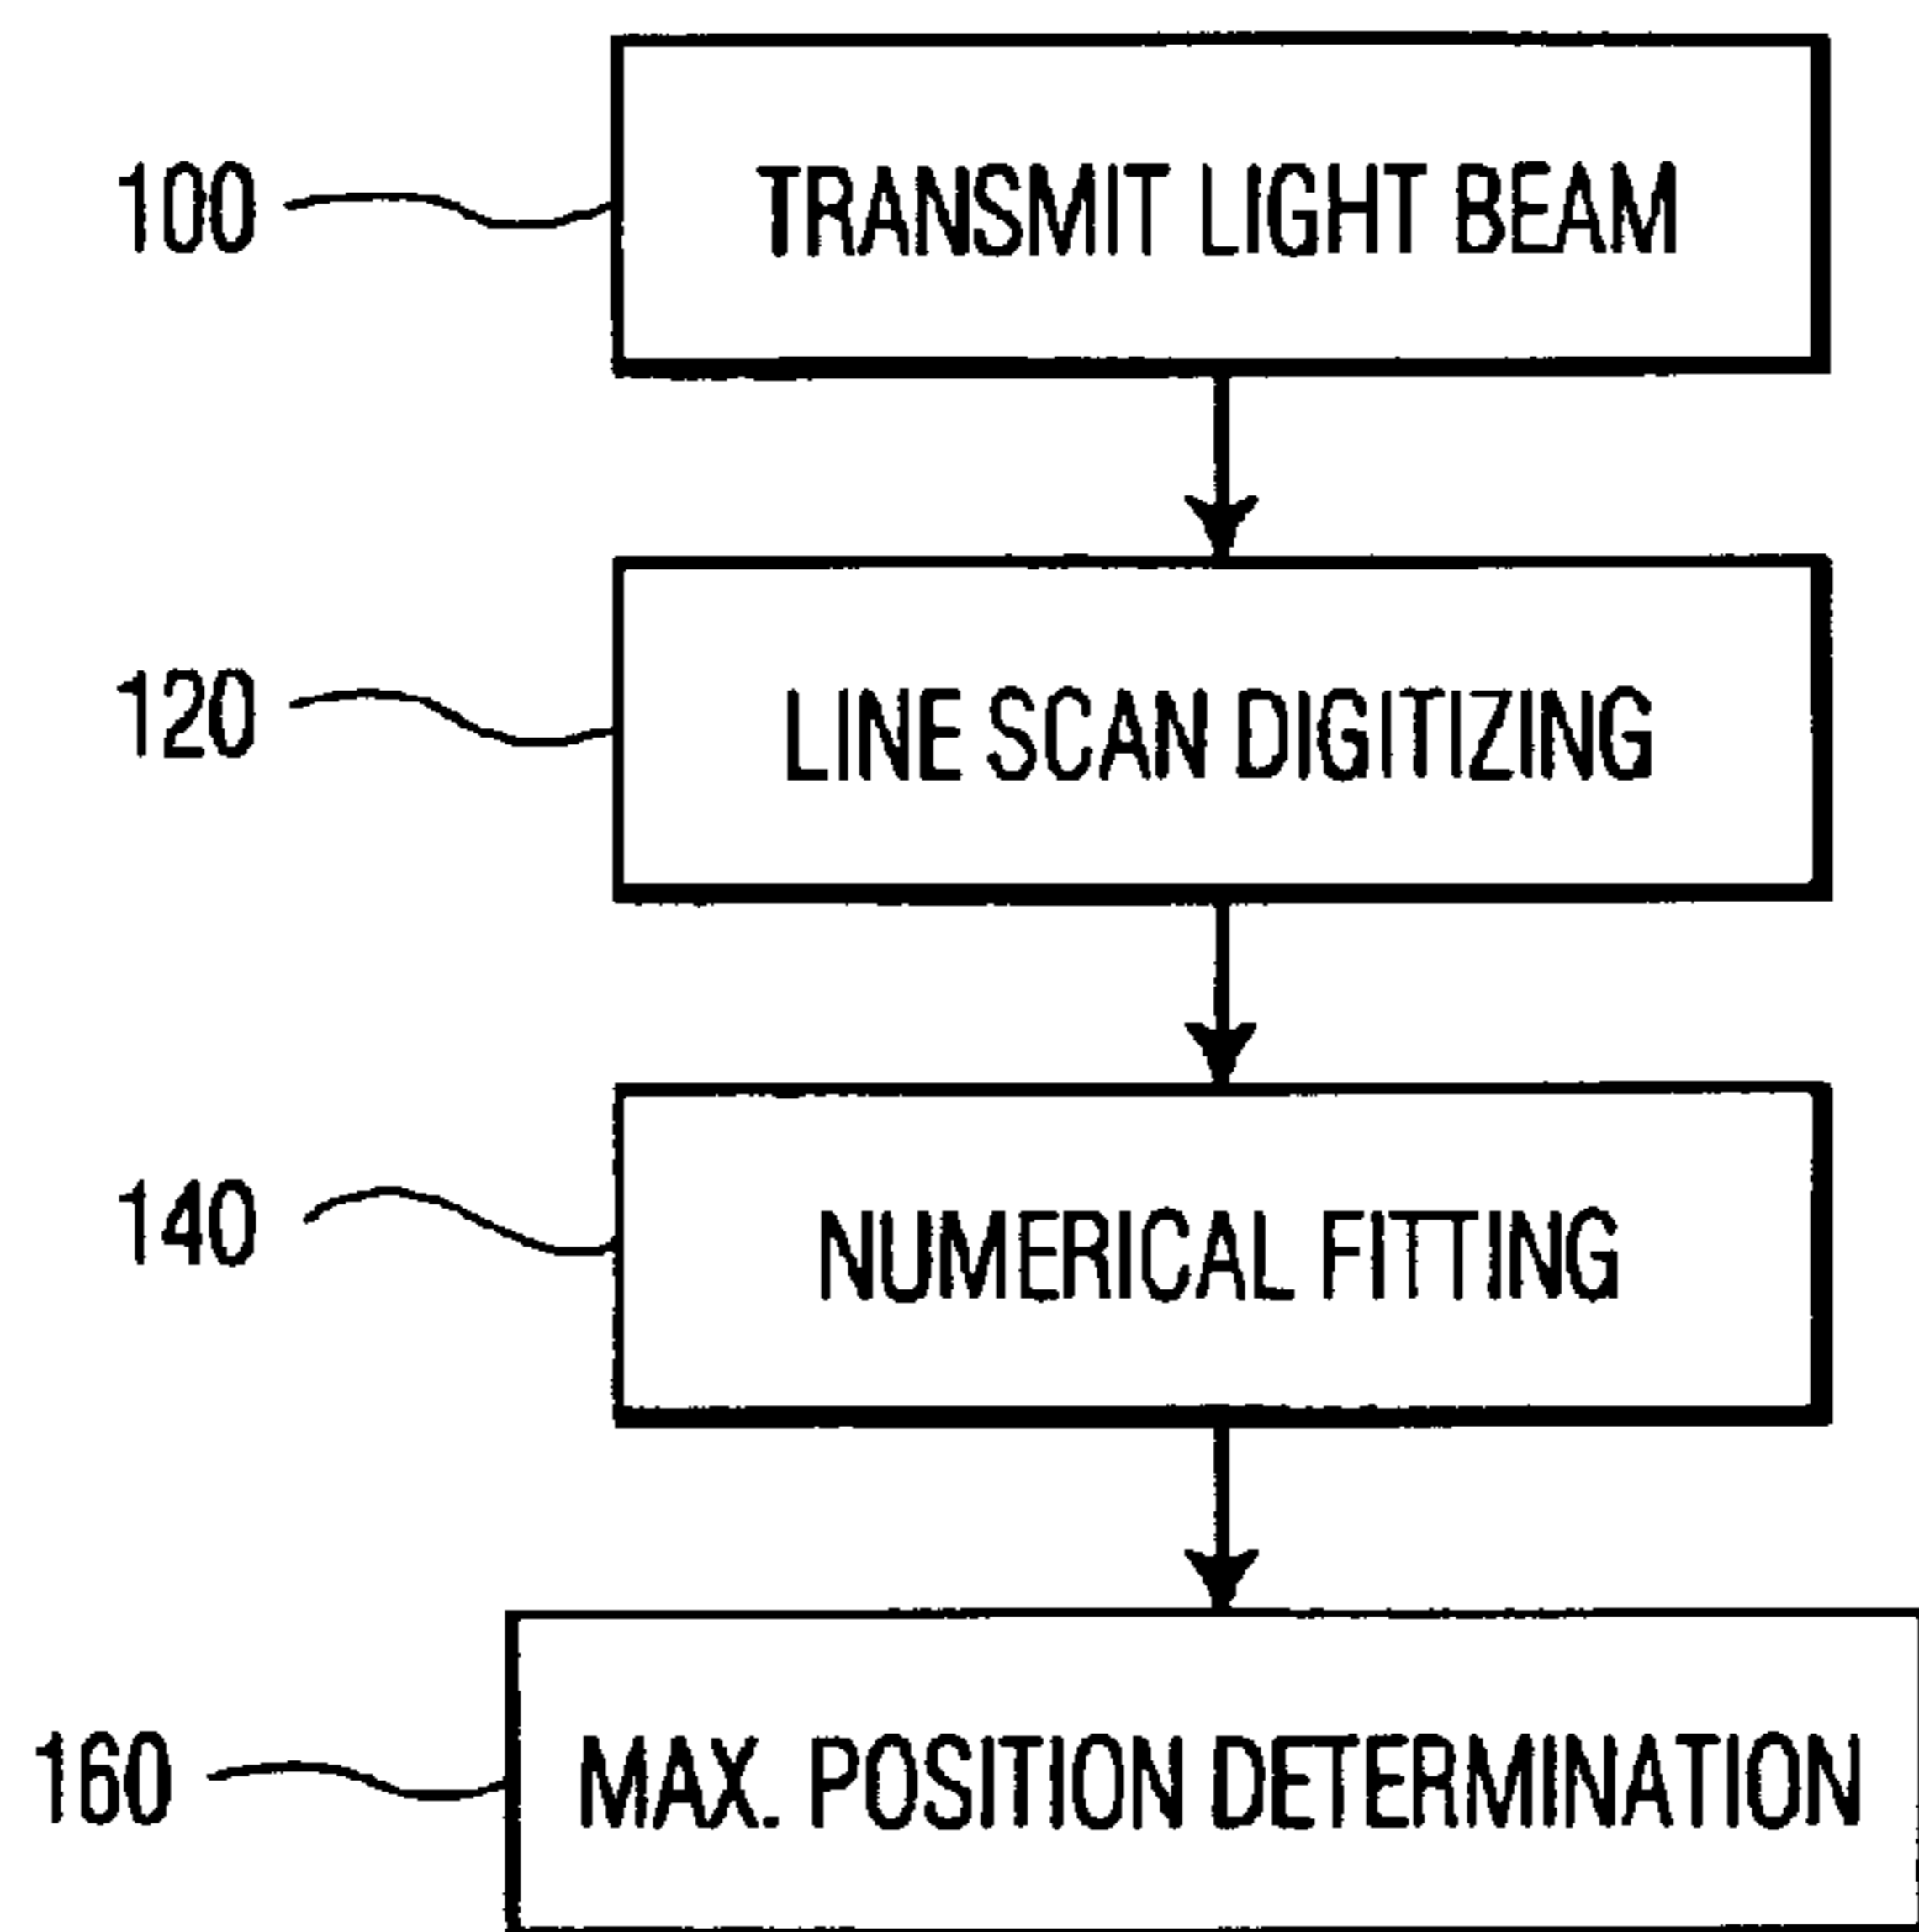 100 TRANSMIT LIGHT BEAM
120 LINE SCAN DIGITIZING
140 NUMERICAL FITTING
160 MAX. POSITION DETERMINATION